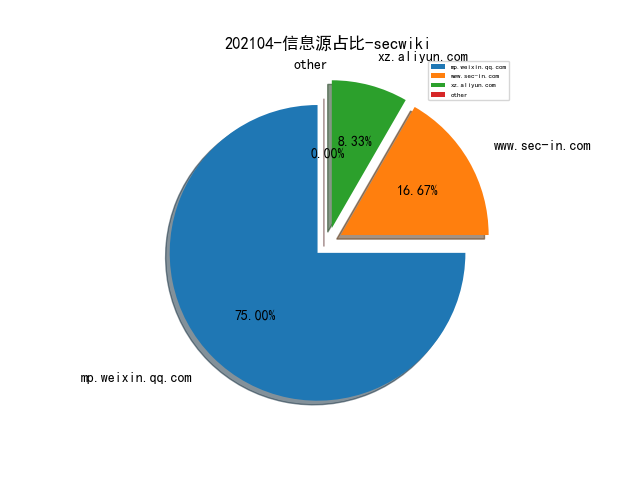 202104-信息源占比-secwiki
xz.aliyun.com
other
mp.weixin.qq.com
www.sec-in.com
xz.aliyun.com
other
8.33%
0.00%
www.sec-in.com
16.67%
75.00%
mp.weixin.qq.com